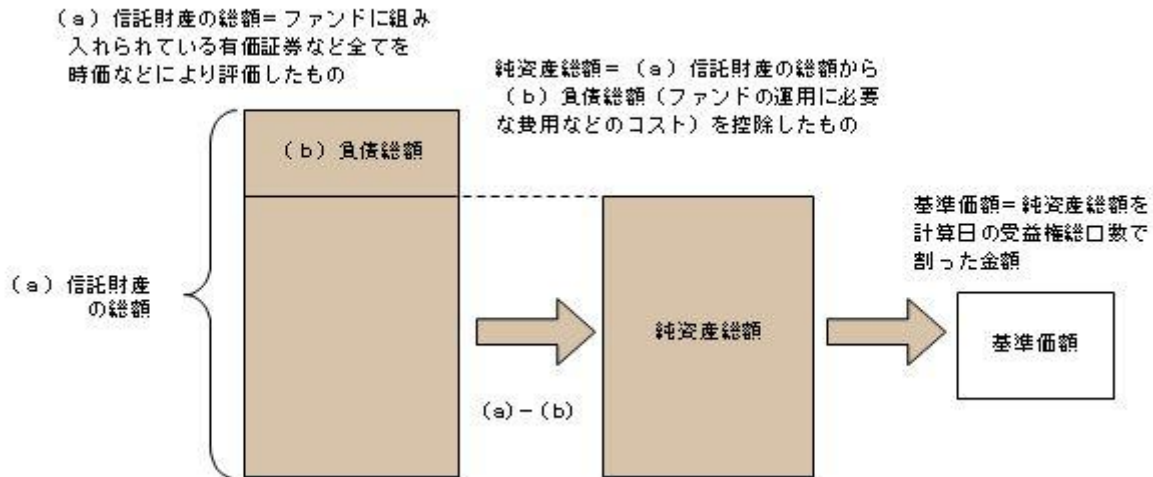 （a）信託財産の総額＝ファンドに組み
入れられている有価証券など全てを
時価などにより評価したもの
純資産総額＝（a）信託財産の総額から
（b）負債総額（ファンドの運用に必要
な費用などのコスト）を控除したもの
（b）負債総額
基準価額＝純資産総額を
計算日の受益権総口数で
割った金額
（a）信託財産
の総額
純資産総額
基準価額
（a）－（b）